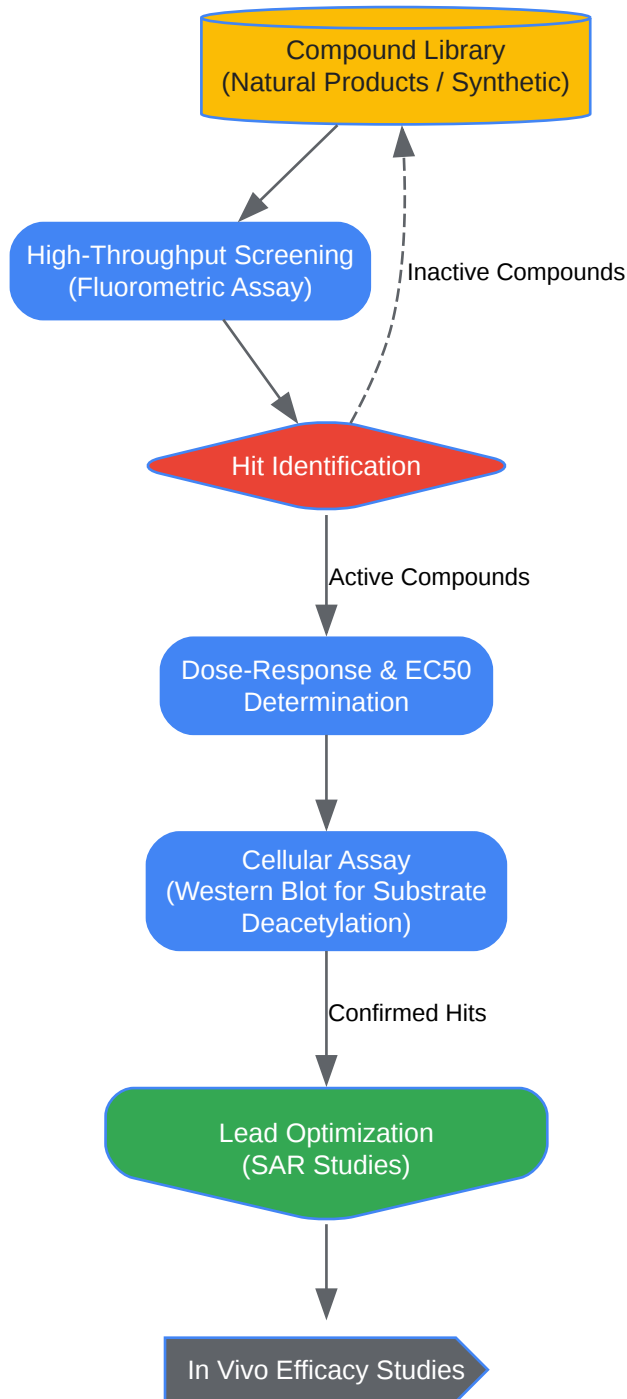 Compound Library
(Natural Products / Synthetic)
High-Throughput Screening
(Fluorometric Assay)
Inactive Compounds
Hit Identification
Active Compounds
Dose-Response & EC50
Determination
Cellular Assay
(Western Blot for Substrate
Deacetylation)
Confirmed Hits
Lead Optimization
(SAR Studies)
In Vivo Efficacy Studies